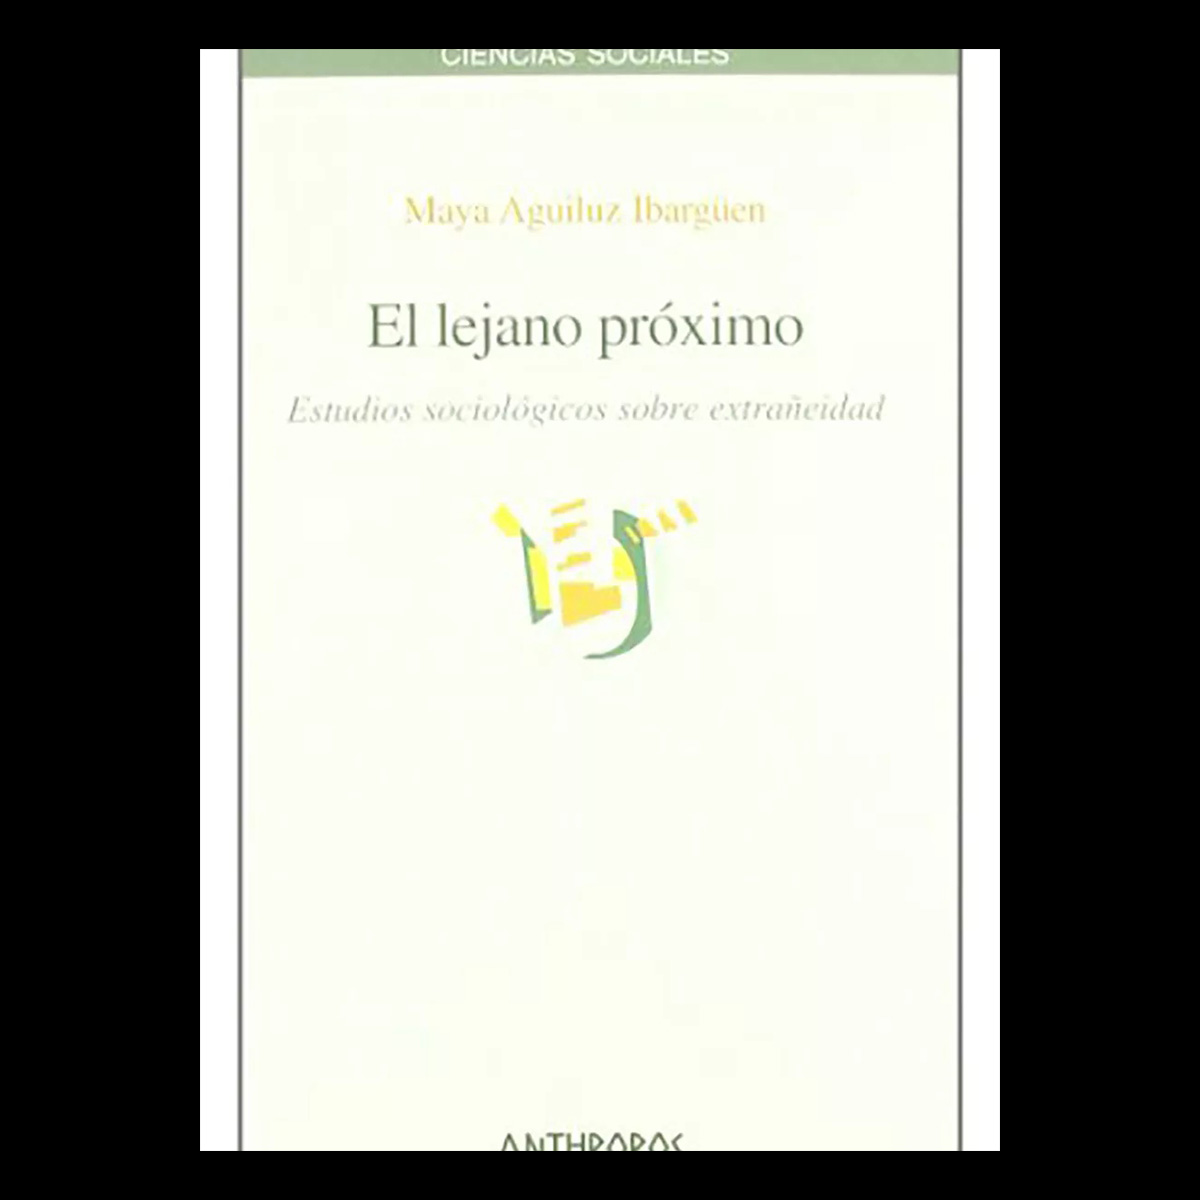 CIENCIAS SOCIALES
Maya Aguiluz Ibargüen
El lejano próximo
Estudios sociológicos sobre extrañeidad
ANTHROPOS